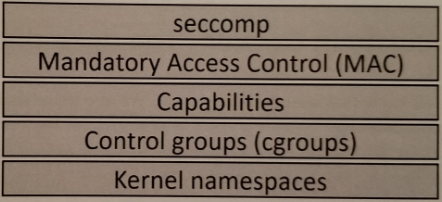 seccomp
Mandatory Access Control (MAC)
Capabilities
Control groups (cgroups)
Kernel namespaces